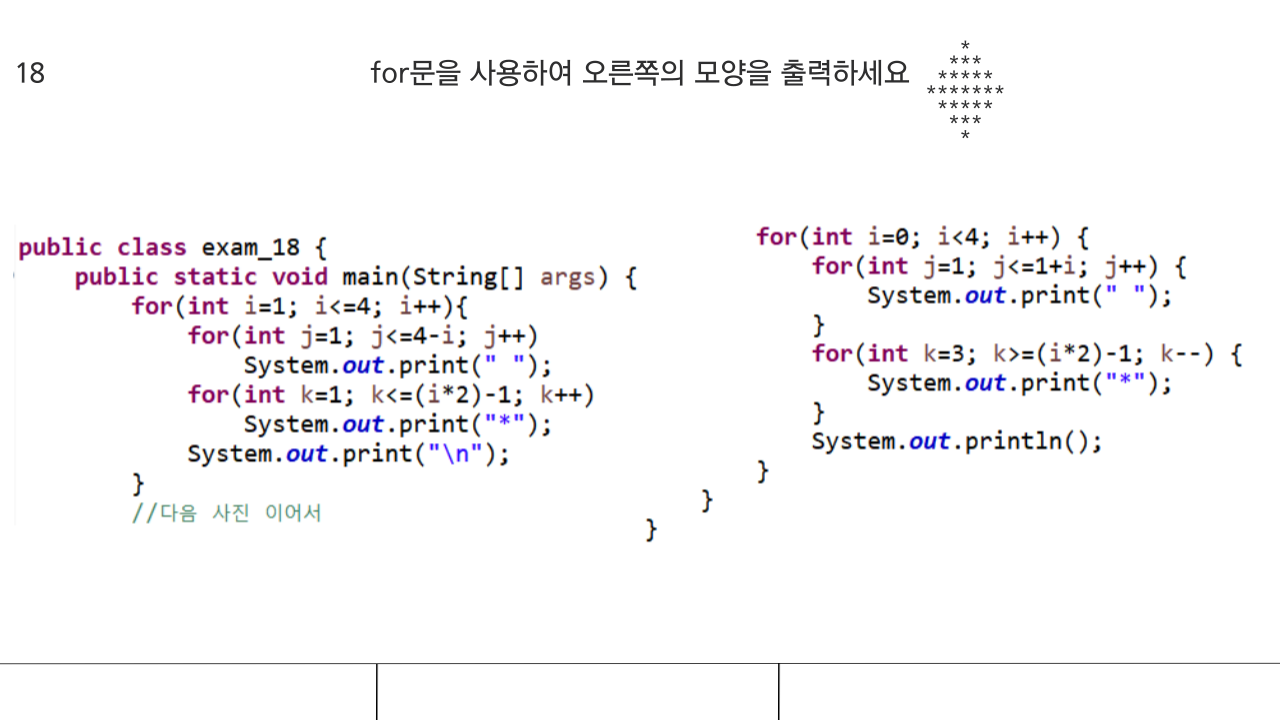 18
for문을 사용하여 오른쪽의 모양을 출력하세요
*
***
*****
*******
*****
***
*
public class exam_18 {
public static void main(String[] args) {
for(int i=1; i<=4; i++){
for(int j=1; j<=4-i; j++)
System.out.print(" ");
for(int k=1; k<=(i*2)-1; k++)
System.out.print("*");
System.out.print("\n");
}
//다음 사진 이어서
for(int i=0; i<4; i++) {
for(int j=1; j<=1+i; j++) {
System.out.print(" ");
}
for(int k=3; k>=(i*2)-1; k--) {
System.out.print("*");
}
System.out.println();
}
}
}